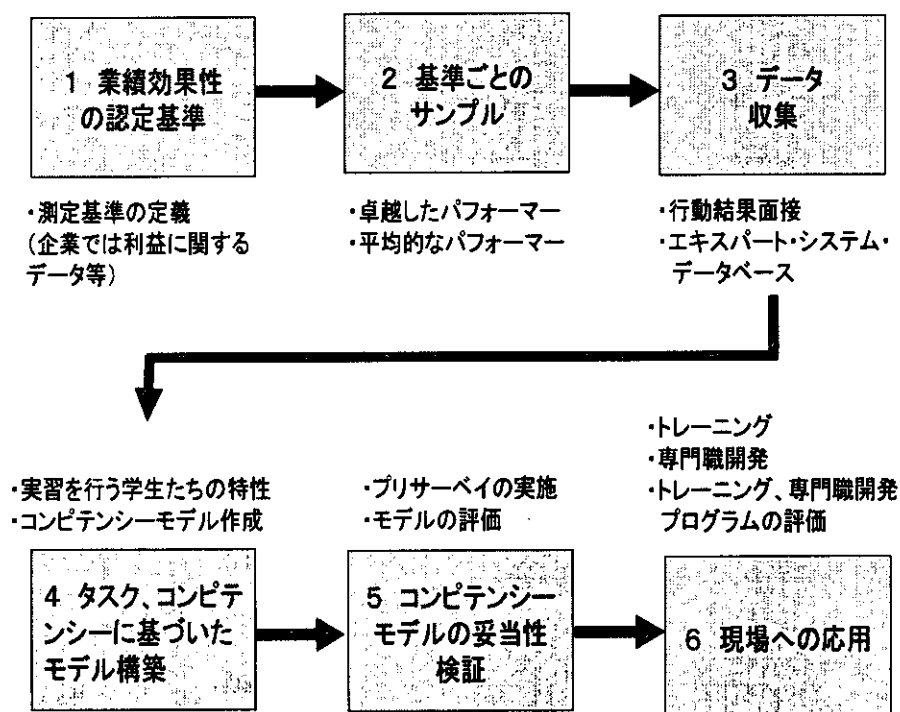 1 業績効果性
の認定基準
2 基準ごとの
サンプル
3 データ
収集
・測定基準の定義
(企業では利益に関する
データ等)
・卓越したパフォーマー
・平均的なパフォーマー
・行動結果面接
・エキスパート・システム・
データベース
・実習を行う学生たちの特性
・コンピテンシーモデル作成
・プリサーベイの実施
・モデルの評価
・トレーニング
・専門職開発
・トレーニング、専門職開発
プログラムの評価
4 タスク、コンピテ
ンシーに基づいた
モデル構築
5 コンピテンシー
モデルの妥当性
検証
6 現場への応用